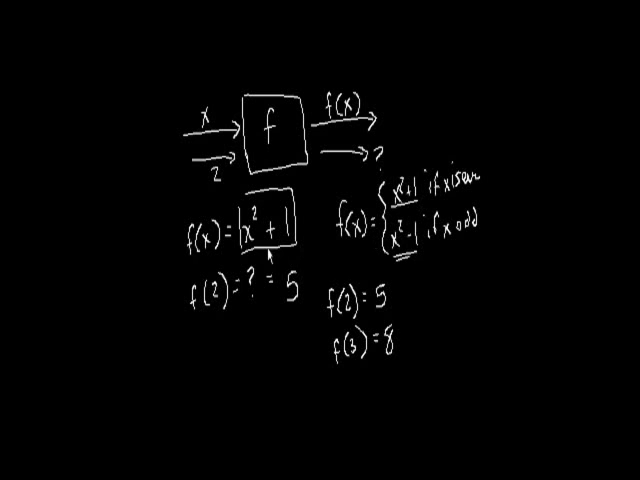 x f f(x)
2 ?
f(x) = x² + 1
f(x) = { x²+1 if x is even
x²-1 if x odd
f(2) = ? = 5
f(2) = 5
f(3) = 8